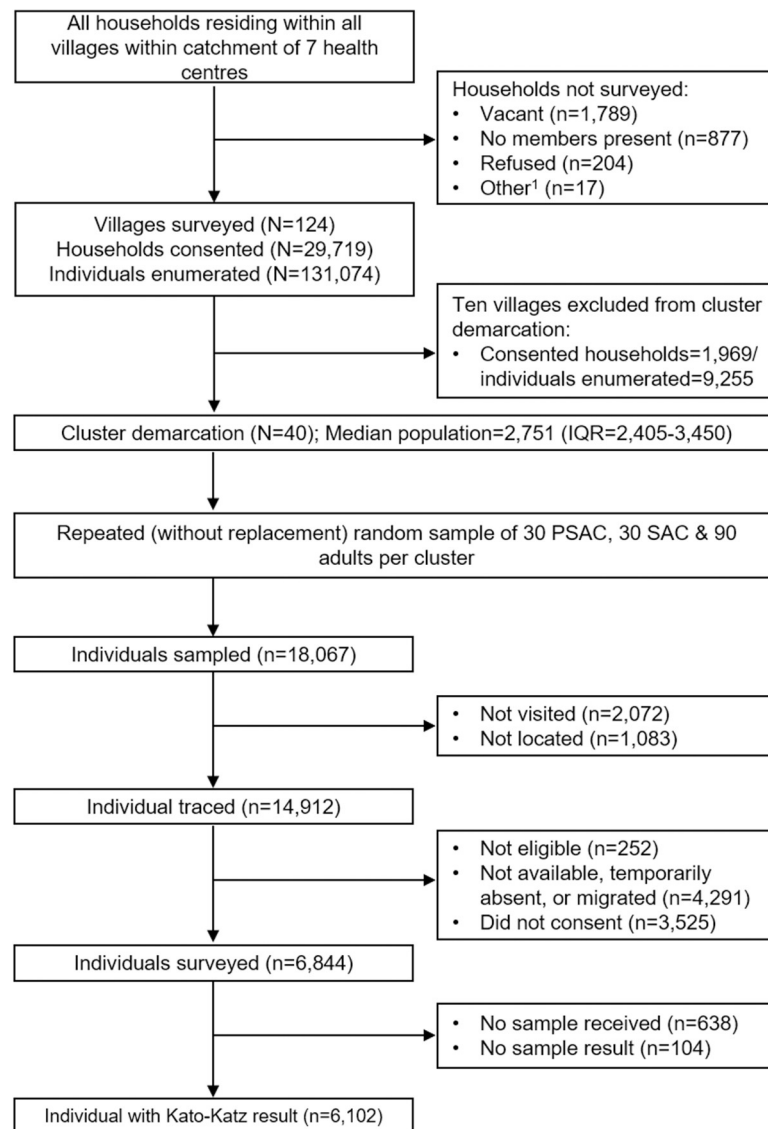 All households residing within all
villages within catchment of 7 health
centres
Households not surveyed:
• Vacant (n=1,789)
• No members present (n=877)
• Refused (n=204)
• Other¹ (n=17)
Villages surveyed (N=124)
Households consented (N=29,719)
Individuals enumerated (N=131,074)
Ten villages excluded from cluster
demarcation:
• Consented households=1,969/
individuals enumerated=9,255
Cluster demarcation (N=40); Median population=2,751 (IQR=2,405-3,450)
Repeated (without replacement) random sample of 30 PSAC, 30 SAC & 90
adults per cluster
Individuals sampled (n=18,067)
• Not visited (n=2,072)
• Not located (n=1,083)
Individual traced (n=14,912)
• Not eligible (n=252)
• Not available, temporarily
absent, or migrated (n=4,291)
• Did not consent (n=3,525)
Individuals surveyed (n=6,844)
• No sample received (n=638)
• No sample result (n=104)
Individual with Kato-Katz result (n=6,102)